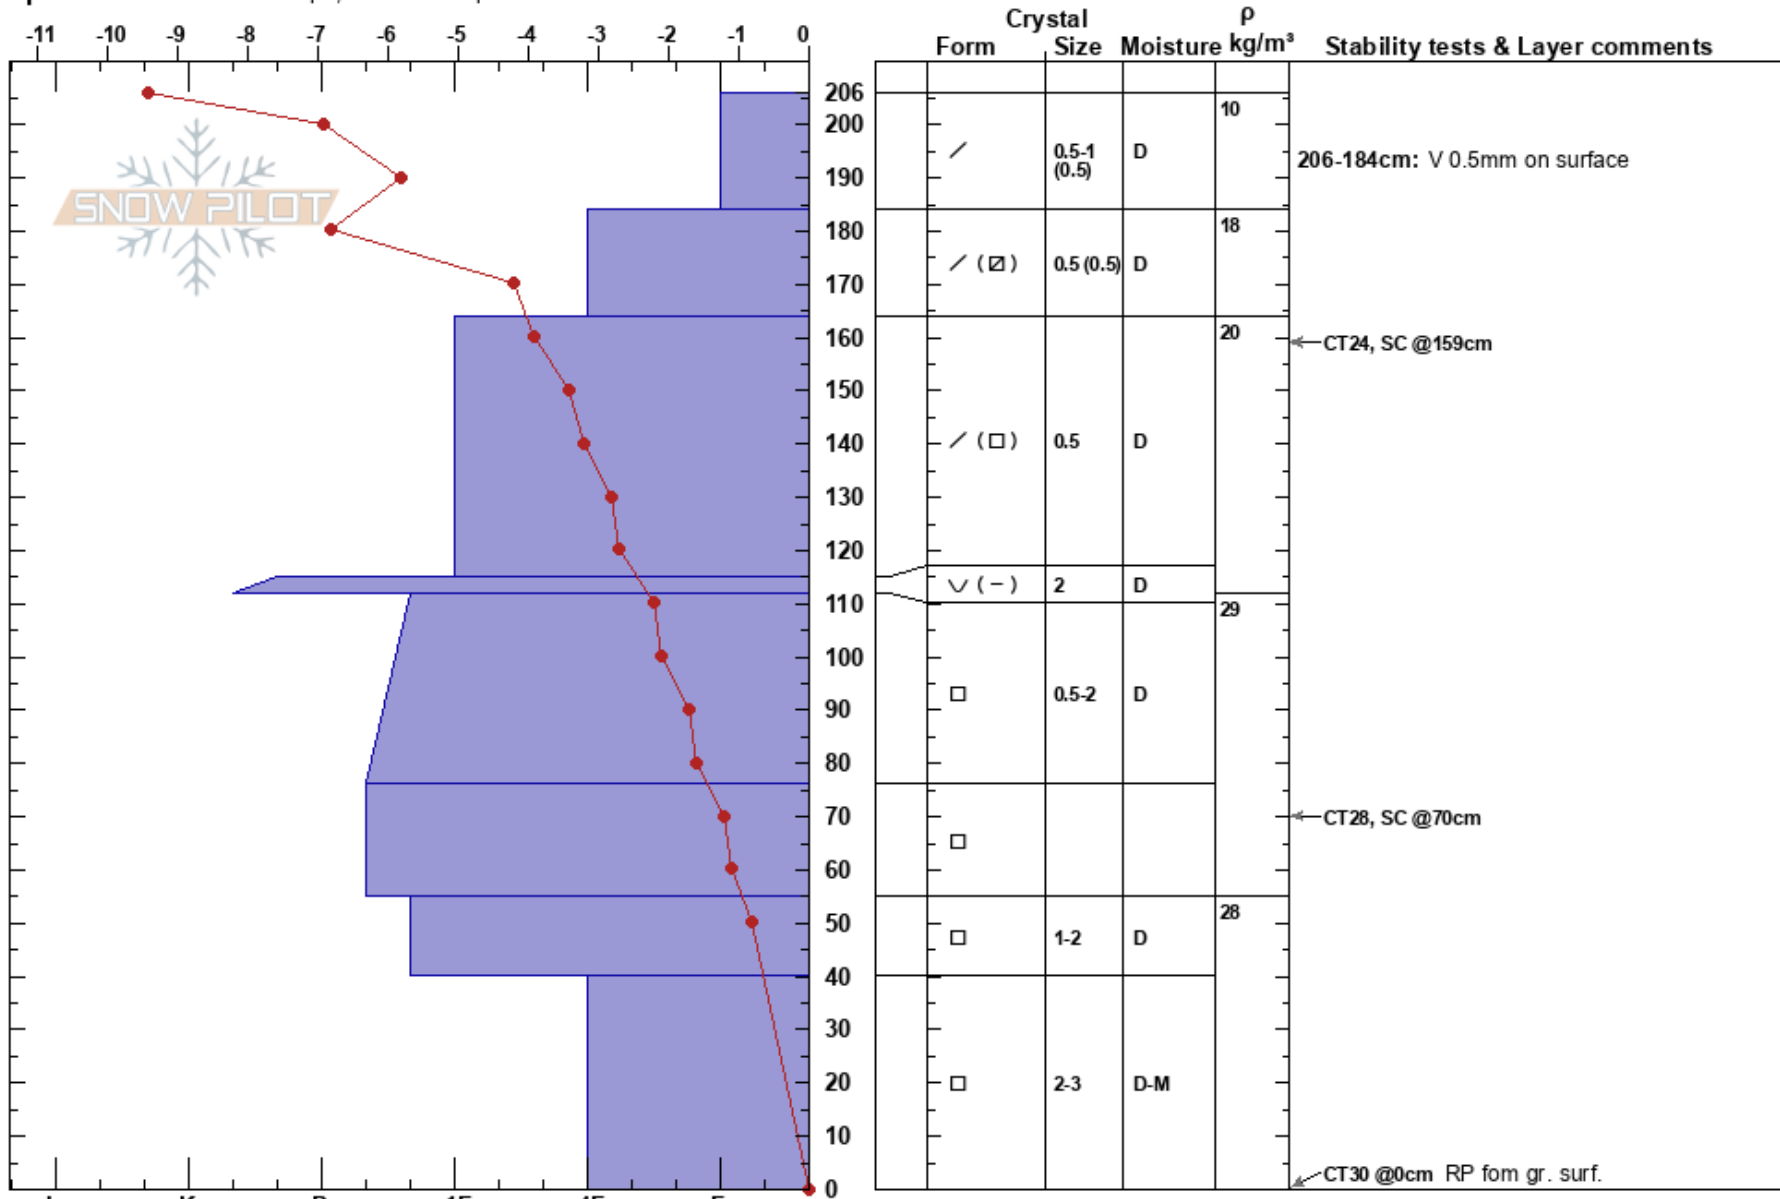 -11 -10 -9 -8 -7 -6 -5 -4 -3 -2 -1 0
Crystal ρ
Form Size Moisture kg/m³ Stability tests & Layer comments
206
200
190
180
170
160
150
140
130
120
110
100
90
80
70
60
50
40
30
20
10
0
SNOW PILOT
10
0.5-1 D
(0.5)
206-184cm: V 0.5mm on surface
18
0.5 (0.5) D
20
CT24, SC @159cm
0.5 D
2 D
29
0.5-2 D
CT28, SC @70cm
28
1-2 D
2-3 D-M
CT30 @0cm RP fom gr. surf.